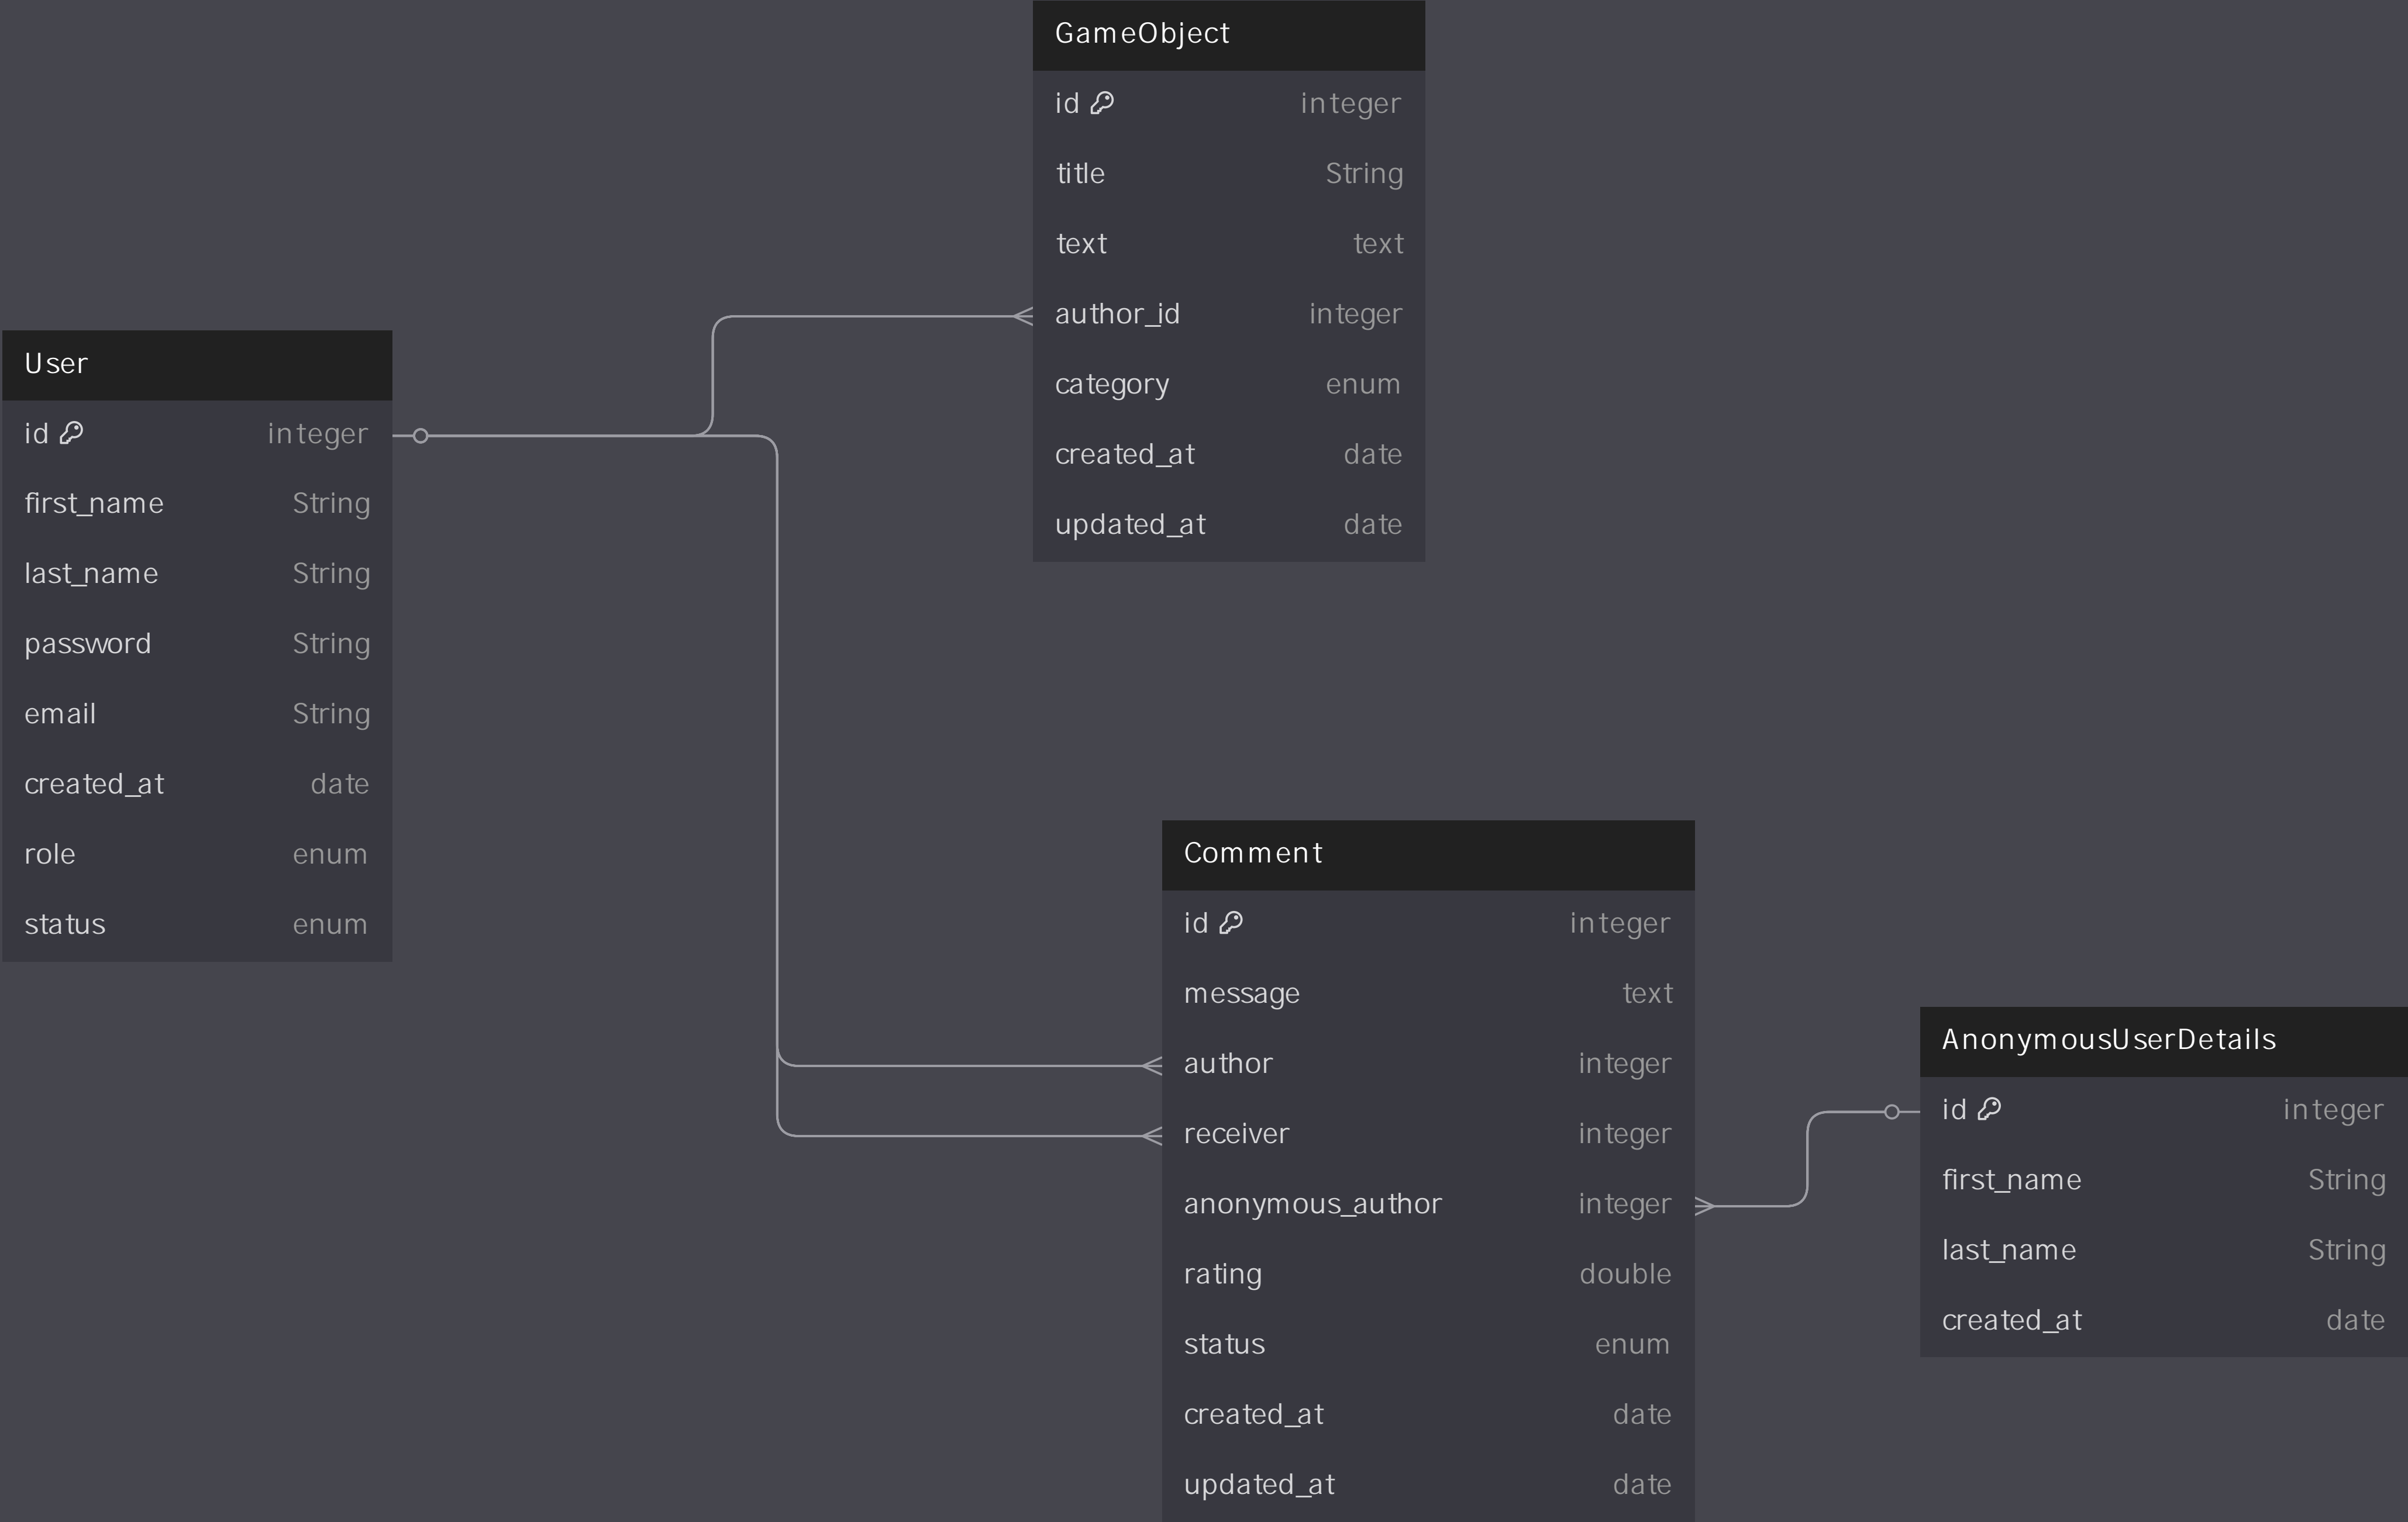 GameObject
id integer
title String
text text
author_id integer
category enum
created_at date
updated_at date
User
id integer
first_name String
last_name String
password String
email String
created_at date
role enum
status enum
Comment
id integer
message text
author integer
receiver integer
anonymous_author integer
rating double
status enum
created_at date
updated_at date
AnonymousUserDetails
id integer
first_name String
last_name String
created_at date